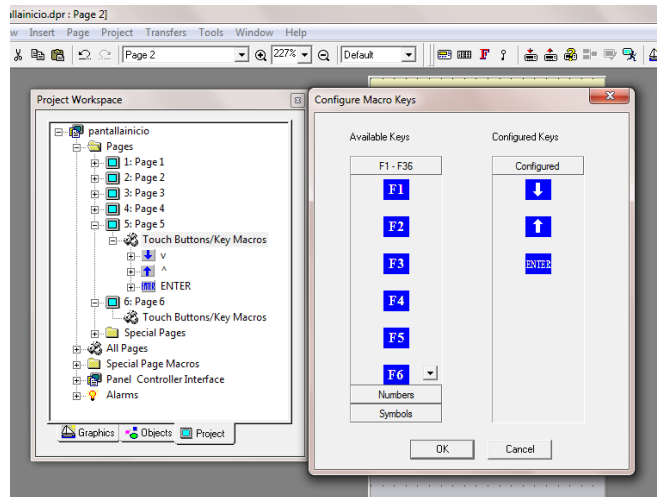 allainicio.dpr : Page 2]
w Insert Page Project Transfers Tools Window Help
Page 2 227% Default F ?
Project Workspace
pantallainicio
Pages
1: Page 1
2: Page 2
3: Page 3
4: Page 4
5: Page 5
Touch Buttons/Key Macros
v
^
ENTER ENTER
6: Page 6
Touch Buttons/Key Macros
Special Pages
All Pages
Special Page Macros
Panel Controller Interface
Alarms
Graphics Objects Project
Configure Macro Keys
Available Keys Configured Keys
F1 - F36 Configured
F1
F2
F3 ENTER
F4
F5
F6
Numbers
Symbols
OK Cancel